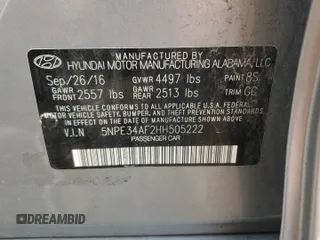 MANUFACTURED BY
HYUNDAI MOTOR MANUFACTURING ALABAMA, LLC
Sep/26/16 GVWR 4497 lbs PAINT 8S
GAWR FRONT 2557 lbs GAWR REAR 2513 lbs TRIM GG
THIS VEHICLE CONFORMS TO ALL APPLICABLE
FEDERAL MOTOR VEHICLE SAFETY BUMPER, AND THEFT
PREVENTION STANDARDS IN EFFECT ON THE DATE OF
MANUFACTURE SHOWN ABOVE.
V.I.N 5NPE34AF2HH505222
PASSENGER CAR
DREAMBID